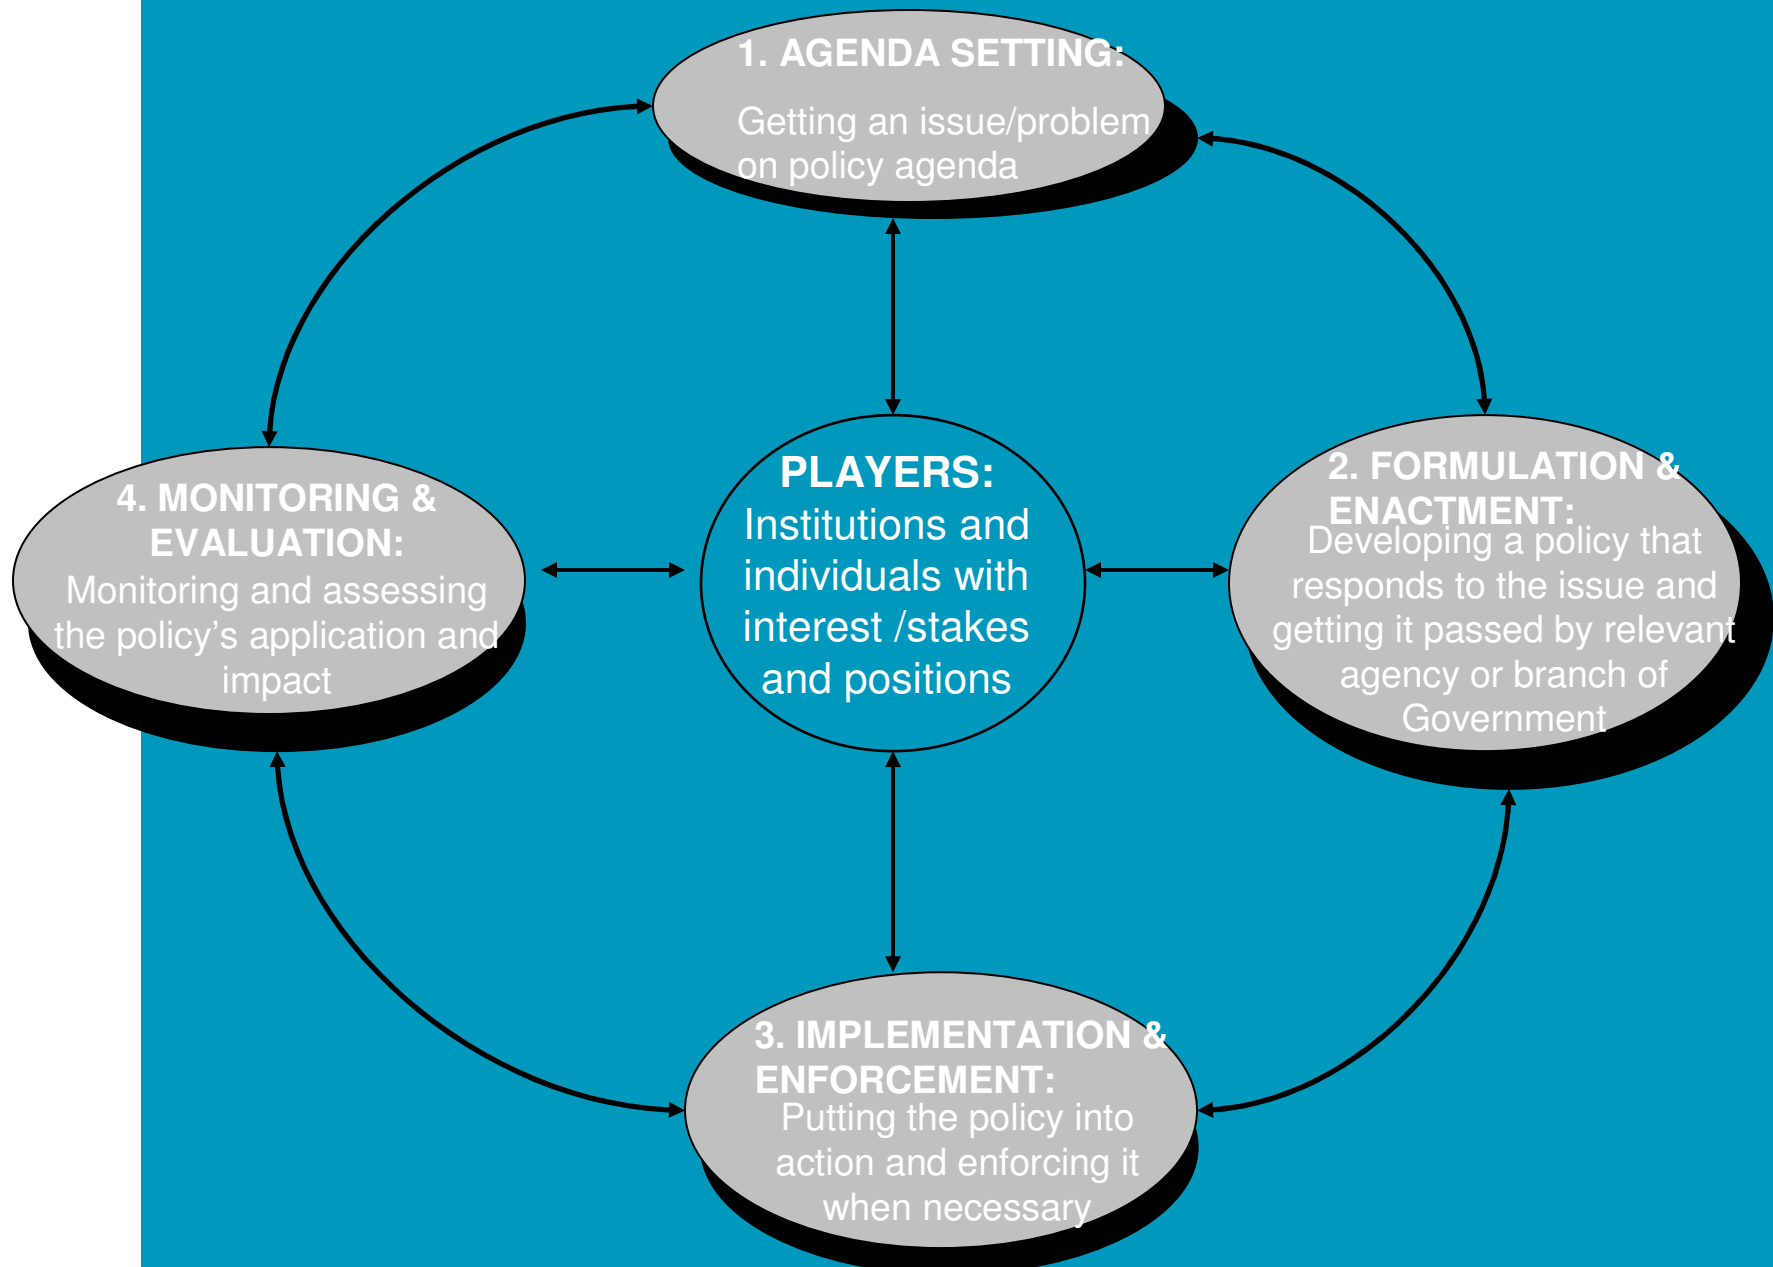 1. AGENDA SETTING:
Getting an issue/problem
on policy agenda
PLAYERS:
Institutions and
individuals with
interest /stakes
and positions
2. FORMULATION &
ENACTMENT:
Developing a policy that
responds to the issue and
getting it passed by relevant
agency or branch of
Government
3. IMPLEMENTATION &
ENFORCEMENT:
Putting the policy into
action and enforcing it
when necessary
4. MONITORING &
EVALUATION:
Monitoring and assessing
the policy’s application and
impact